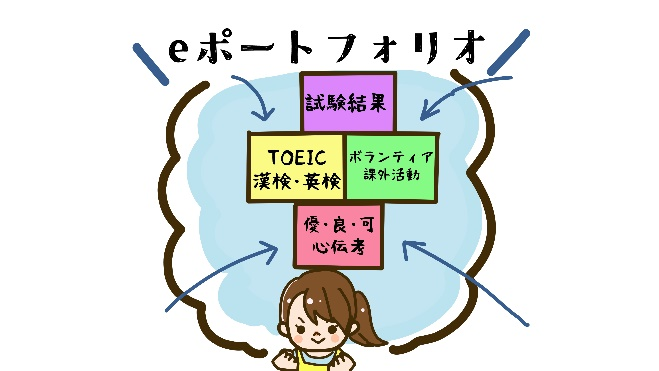 eポートフォリオ
試験結果
TOEIC
漢検・英検
ボランティア
課外活動
優・良・可
心伝考